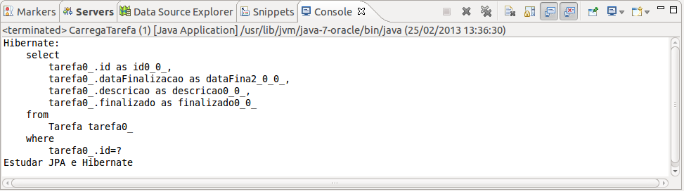 Markers Servers Data Source Explorer Snippets Console
<terminated> CarregaTarefa (1) [Java Application] /usr/lib/jvm/java-7-oracle/bin/java (25/02/2013 13:36:30)
Hibernate:
    select
        tarefa0_.id as id0_0_,
        tarefa0_.dataFinalizacao as dataFina2_0_0_,
        tarefa0_.descricao as descricao0_0_,
        tarefa0_.finalizado as finalizado0_0_
    from
        Tarefa tarefa0_
    where
        tarefa0_.id=?
Estudar JPA e Hibernate